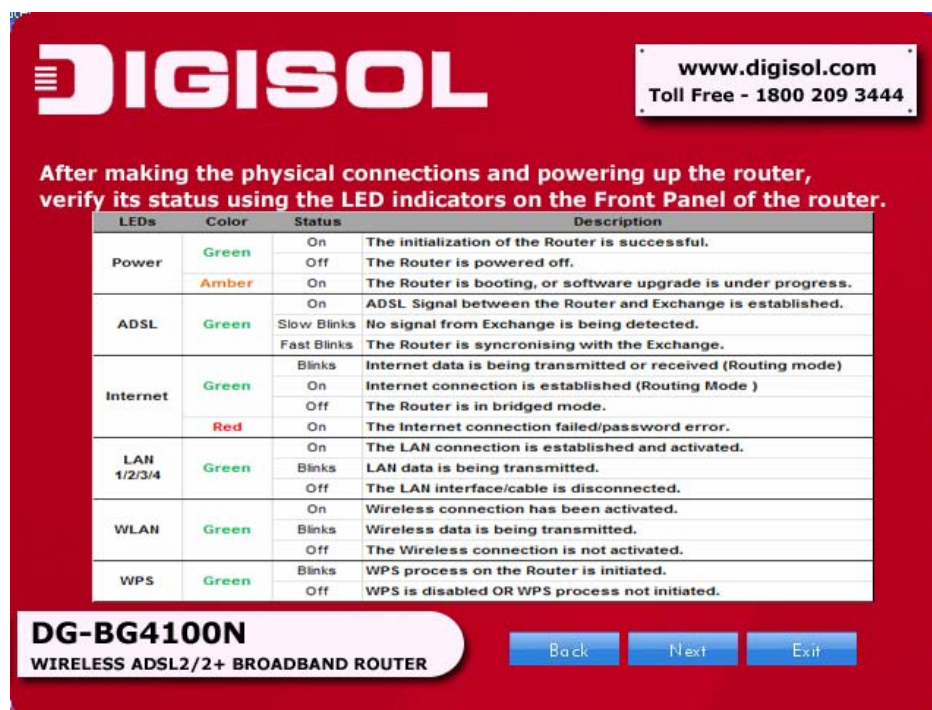 DIGISOL
www.digisol.com
Toll Free - 1800 209 3444
After making the physical connections and powering up the router,
verify its status using the LED indicators on the Front Panel of the router.
LEDs Color Status Description
Power Green On The initialization of the Router is successful.
Off The Router is powered off.
Amber On The Router is booting, or software upgrade is under progress.
ADSL Green On ADSL Signal between the Router and Exchange is established.
Slow Blinks No signal from Exchange is being detected.
Fast Blinks The Router is syncronising with the Exchange.
Internet Green Blinks Internet data is being transmitted or received (Routing mode)
On Internet connection is established (Routing Mode )
Off The Router is in bridged mode.
Red On The Internet connection failed/password error.
LAN 1/2/3/4 Green On The LAN connection is established and activated.
Blinks LAN data is being transmitted.
Off The LAN interface/cable is disconnected.
WLAN Green On Wireless connection has been activated.
Blinks Wireless data is being transmitted.
Off The Wireless connection is not activated.
WPS Green Blinks WPS process on the Router is initiated.
Off WPS is disabled OR WPS process not initiated.
DG-BG4100N
WIRELESS ADSL2/2+ BROADBAND ROUTER
Back Next Exit